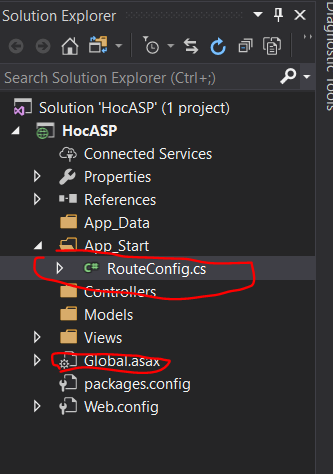 Solution Explorer
Search Solution Explorer (Ctrl+;)
Solution 'HocASP' (1 project)
HocASP
Connected Services
Properties
References
App_Data
App_Start
C# RouteConfig.cs
Controllers
Models
Views
Global.asax
packages.config
Web.config
Diagnostic Tools